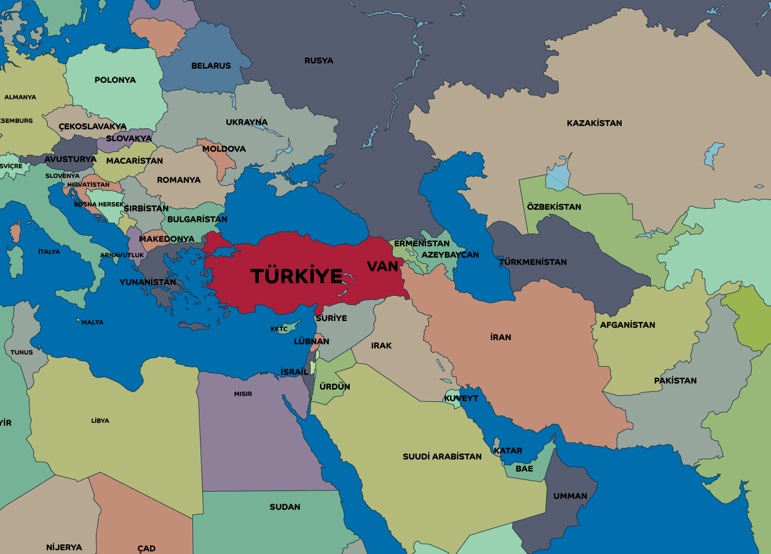 RUSYA
BELARUS
POLONYA
ALMANYA
KSEMBURG
UKRAYNA
KAZAKİSTAN
ÇEKOSLAVAKYA
SLOVAKYA
MOLDOVA
AVUSTURYA
MACARİSTAN
SVİÇRE
SLOVENYA
ROMANYA
HIRVATİSTAN
BOSNA HERSEK
SIRBİSTAN
ÖZBEKİSTAN
BULGARİSTAN
MAKEDONYA
ERMENİSTAN
İTALYA
ARNAVUTLUK
AZEYBAYCAN
VAN
TÜRKMENİSTAN
TÜRKİYE
YUNANİSTAN
MALTA
SURİYE
AFGANİSTAN
KKTC
LÜBNAN
IRAK
İRAN
TUNUS
İSRAİL
ÜRDÜN
PAKİSTAN
MISIR
KUVEYT
LİBYA
YİR
KATAR
SUUDİ ARABİSTAN
BAE
UMMAN
SUDAN
NİJERYA
ÇAD